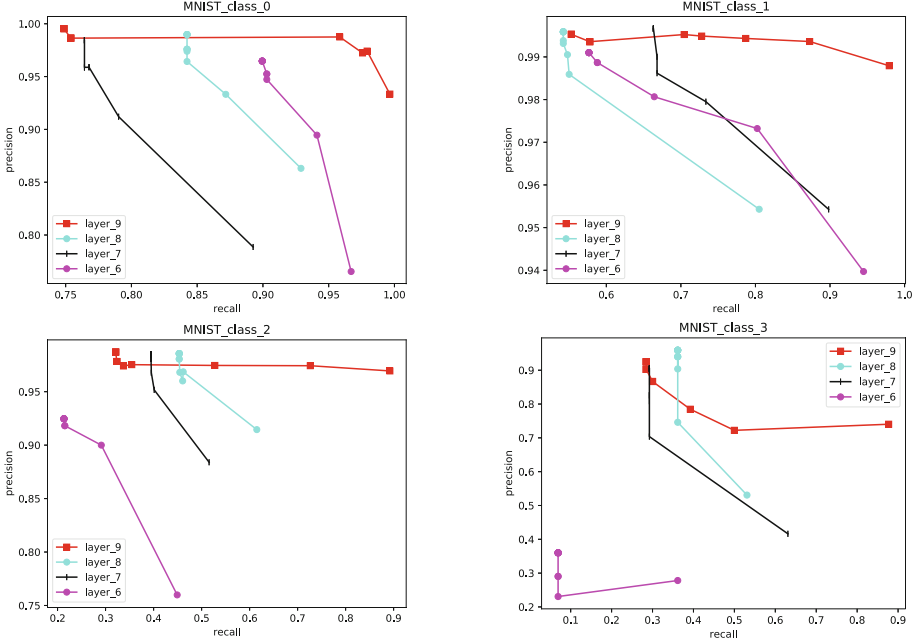 MNIST_class_0
precision
1.00
0.95
0.90
0.85
0.80
layer_9
layer_8
layer_7
layer_6
0.75 0.80 0.85 0.90 0.95 1.00
recall
MNIST_class_1
precision
0.99
0.98
0.97
0.96
0.95
0.94
layer_9
layer_8
layer_7
layer_6
0.6 0.7 0.8 0.9 1.0
recall
MNIST_class_2
precision
0.95
0.90
0.85
0.80
0.75
layer_9
layer_8
layer_7
layer_6
0.2 0.3 0.4 0.5 0.6 0.7 0.8 0.9
recall
MNIST_class_3
precision
0.9
0.8
0.7
0.6
0.5
0.4
0.3
0.2
layer_9
layer_8
layer_7
layer_6
0.1 0.2 0.3 0.4 0.5 0.6 0.7 0.8 0.9
recall